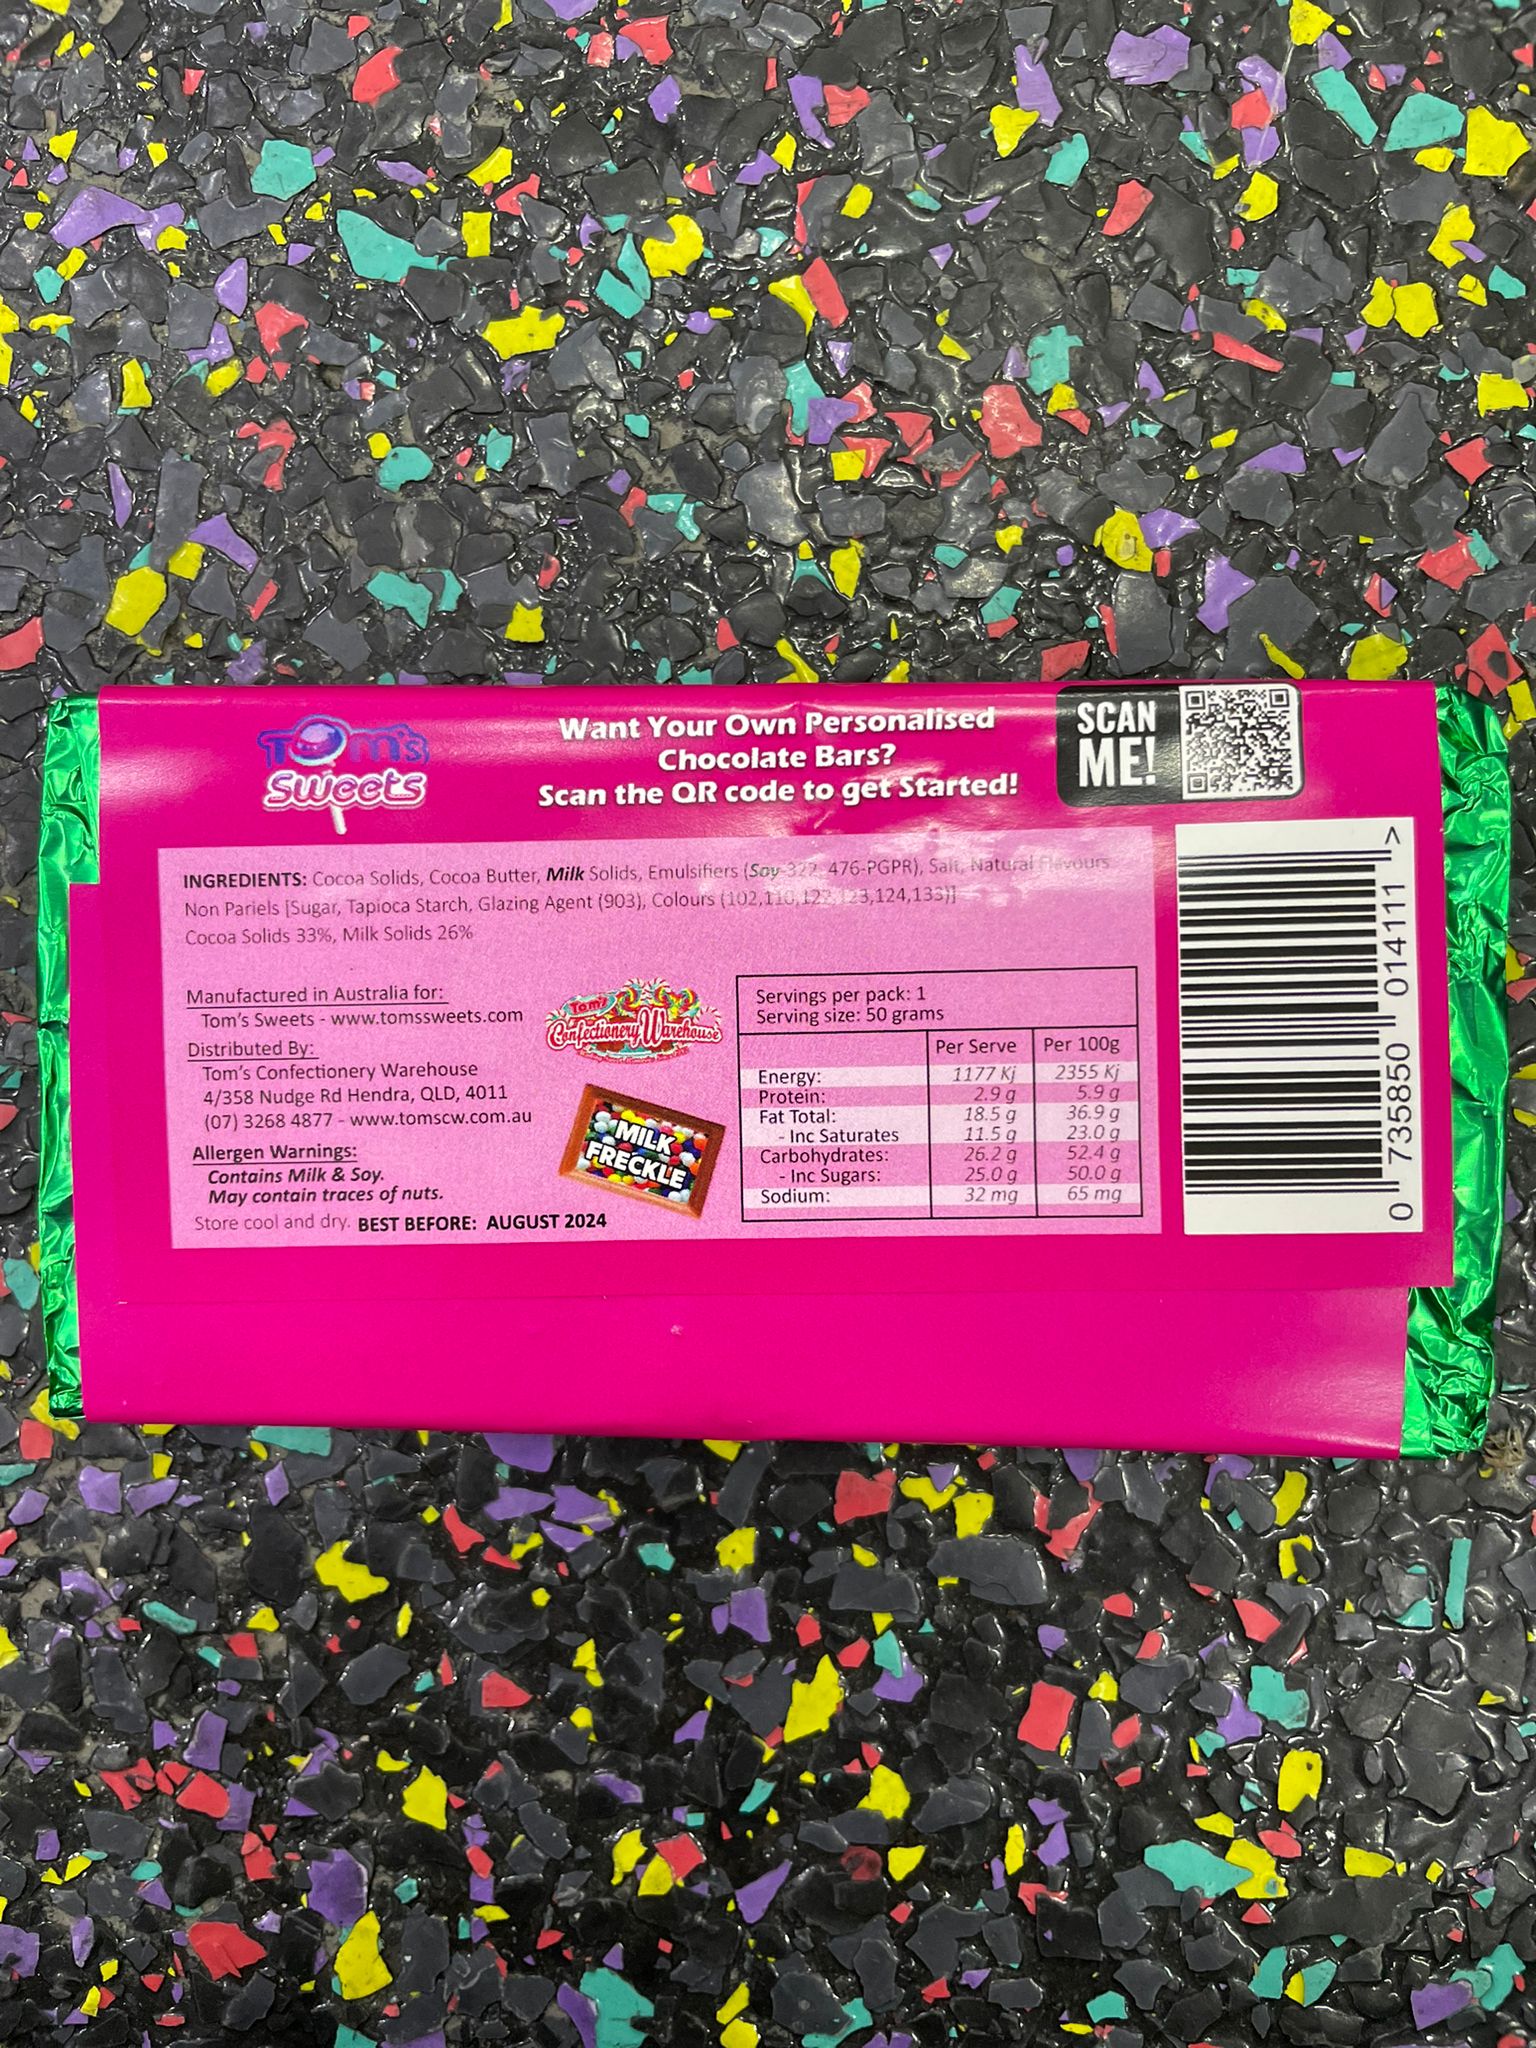 Tom's
Sweets
Want Your Own Personalised
Chocolate Bars?
Scan the QR code to get Started!
SCAN
ME!
INGREDIENTS: Cocoa Solids, Cocoa Butter, Milk Solids, Emulsifiers (Soy-322, 476-PGPR), Salt, Natural Flavours
Non Pariels [Sugar, Tapioca Starch, Glazing Agent (903), Colours (102,110,122,123,124,133)]
Cocoa Solids 33%, Milk Solids 26%
Manufactured in Australia for:
Tom's Sweets - www.tomssweets.com
Distributed By:
Tom's Confectionery Warehouse
4/358 Nudge Rd Hendra, QLD, 4011
(07) 3268 4877 - www.tomscw.com.au
Allergen Warnings:
Contains Milk & Soy.
May contain traces of nuts.
Store cool and dry. BEST BEFORE: AUGUST 2024
Tom's
Confectionery Warehouse
MILK
FRECKLE
Servings per pack: 1
Serving size: 50 grams
Per Serve Per 100g
Energy: 1177 Kj 2355 Kj
Protein: 2.9 g 5.9 g
Fat Total: 18.5 g 36.9 g
- Inc Saturates 11.5 g 23.0 g
Carbohydrates: 26.2 g 52.4 g
- Inc Sugars: 25.0 g 50.0 g
Sodium: 32 mg 65 mg
0 735850 014111 >